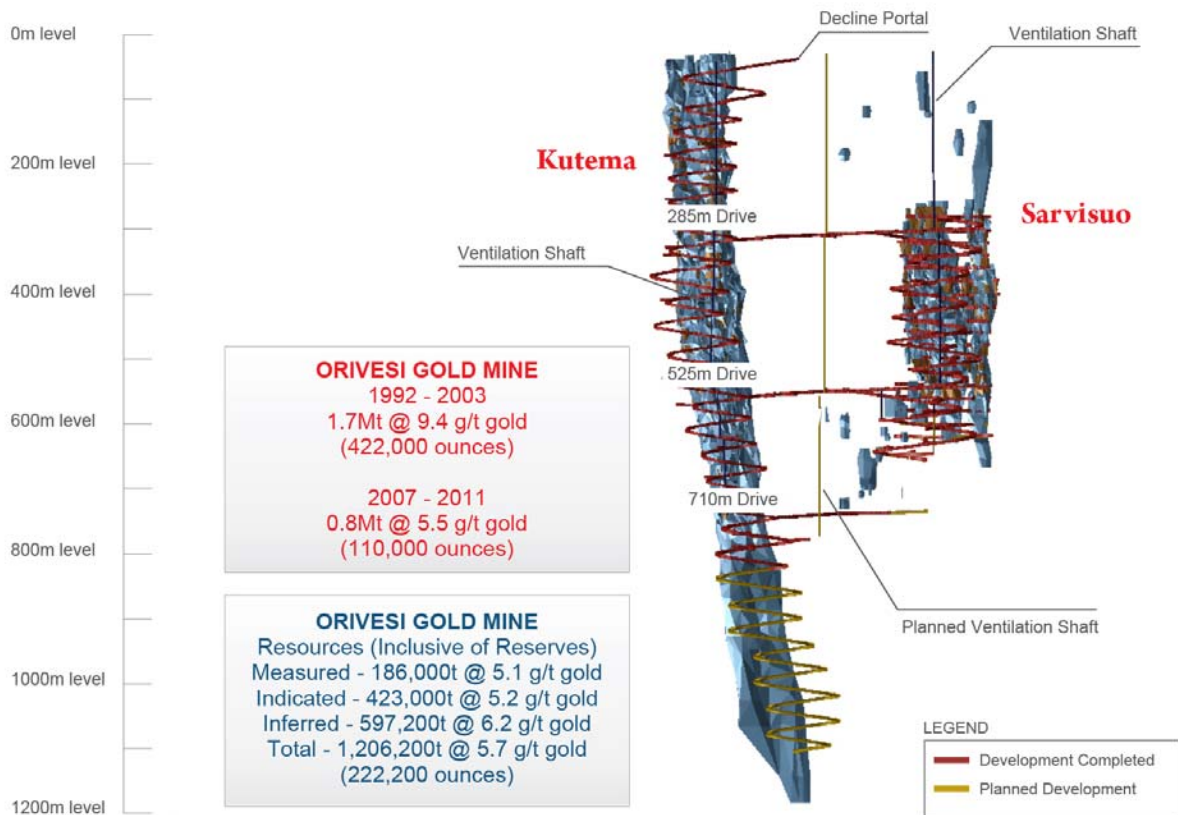 Decline Portal
Ventilation Shaft
0m level
200m level
Kutema
Sarvisuo
285m Drive
Ventilation Shaft
400m level
525m Drive
ORIVESI GOLD MINE
1992 - 2003
1.7Mt @ 9.4 g/t gold
(422,000 ounces)
2007 - 2011
0.8Mt @ 5.5 g/t gold
(110,000 ounces)
600m level
710m Drive
800m level
ORIVESI GOLD MINE
Resources (Inclusive of Reserves)
Measured - 186,000t @ 5.1 g/t gold
Indicated - 423,000t @ 5.2 g/t gold
Inferred - 597,200t @ 6.2 g/t gold
Total - 1,206,200t @ 5.7 g/t gold
(222,200 ounces)
Planned Ventilation Shaft
1000m level
1200m level
LEGEND
Development Completed
Planned Development